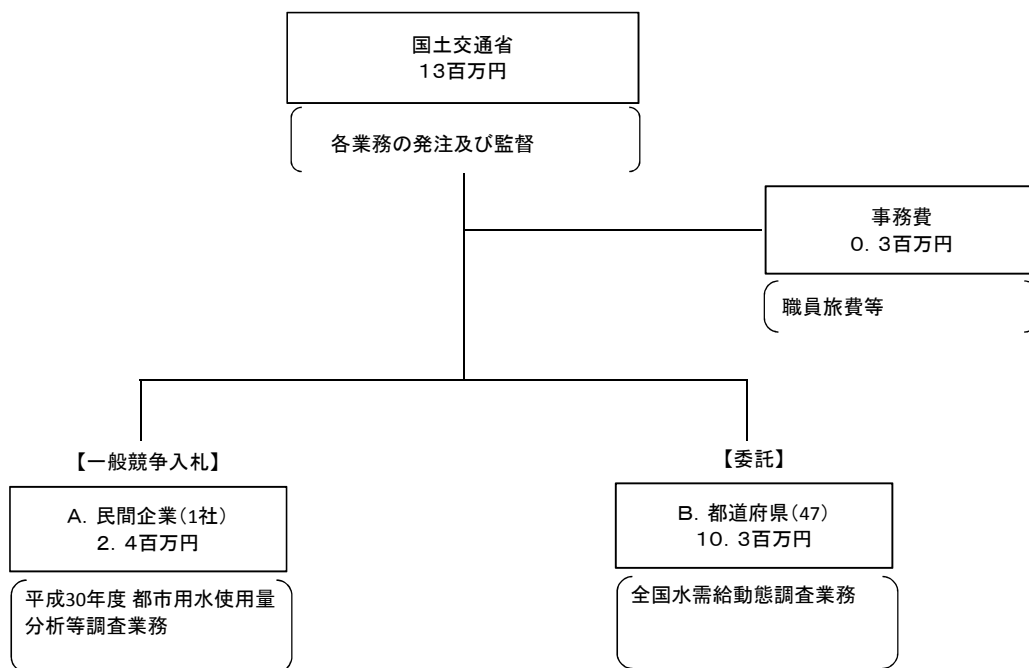 国土交通省
13百万円
各業務の発注及び監督
事務費
0.3百万円
職員旅費等
【一般競争入札】
A. 民間企業(1社)
2.4百万円
平成30年度 都市用水使用量
分析等調査業務
【委託】
B. 都道府県(47)
10.3百万円
全国水需給動態調査業務